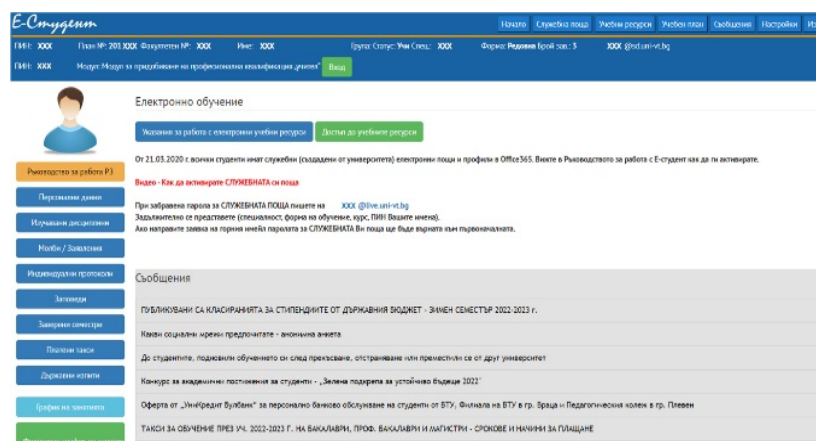 Е-Студент
Начало Служебна поща Учебни ресурси Учебен план Съобщения Настройки Из
ПИН: XXX План №: 201 XXX Факултетен №: XXX Име: XXX Група: Статус: Учи Спец.: XXX Форма: Редовна Брой зав.: 3 XXX @sd.uni-vt.bg
ПИН: XXX Модул: Модул за придобиване на професионална квалификация „учител" Вход
Електронно обучение
Указания за работа с електронни учебни ресурси Достъп до учебните ресурси
От 21.03.2020 г. всички студенти имат служебни (създадени от университета) електронни пощи и профили в Office365. Вижте в Ръководството за работа с Е-студент как да ги активирате.
Видео - Как да активирате СЛУЖЕБНАТА си поща
При забравена парола за СЛУЖЕБНАТА ПОЩА пишете на XXX @live.uni-vt.bg
Задължително се представете (специалност, форма на обучение, курс, ПИН Вашите имена).
Ако направите заявка на горния имейл паролата за СЛУЖЕБНАТА Ви поща ще бъде върната към първоначалната.
Ръководство за работа РЗ
Персонални данни
Изучавани дисциплини
Молби / Заявления
Индивидуални протоколи
Заповеди
Заверени семестри
Платени такси
Държавни изпити
График на занятията
Съобщения
ПУБЛИКУВАНИ СА КЛАСИРАНИЯТА ЗА СТИПЕНДИИТЕ ОТ ДЪРЖАВНИЯ БЮДЖЕТ - ЗИМЕН СЕМЕСТЪР 2022-2023 г.
Какви социални мрежи предпочитате - анонимна анкета
До студентите, подновили обучението си след прекъсване, отстраняване или преместили се от друг университет
Конкурс за академични постижения за студенти - „Зелена подкрепа за устойчиво бъдеще 2022"
Оферта от „УниКредит Булбанк" за персонално банково обслужване на студенти от ВТУ, Филиала на ВТУ в гр. Враца и Педагогическия колеж в гр. Плевен
ТАКСИ ЗА ОБУЧЕНИЕ ПРЕЗ УЧ. 2022-2023 Г. НА БАКАЛАВРИ, ПРОФ. БАКАЛАВРИ И МАГИСТРИ - СРОКОВЕ И НАЧИНИ ЗА ПЛАЩАНЕ